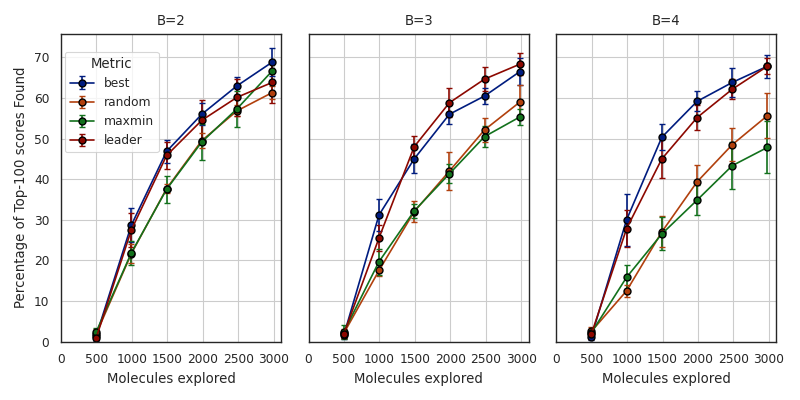 B=2
B=3
B=4
Percentage of Top-100 scores Found
70
60
50
40
30
20
10
0
Metric
best
random
maxmin
leader
0 500 1000 1500 2000 2500 3000
0 500 1000 1500 2000 2500 3000
0 500 1000 1500 2000 2500 3000
Molecules explored
Molecules explored
Molecules explored